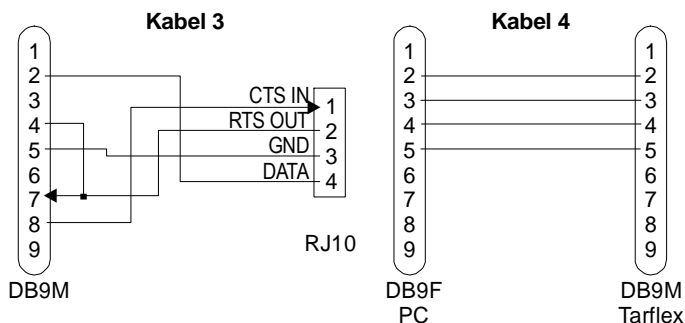 Kabel 3
1
2
3
4
5
6
7
8
9
DB9M
CTS IN
RTS OUT
GND
DATA
1
2
3
4
RJ10
Kabel 4
1
2
3
4
5
6
7
8
9
DB9F
PC
1
2
3
4
5
6
7
8
9
DB9M
Tarflex